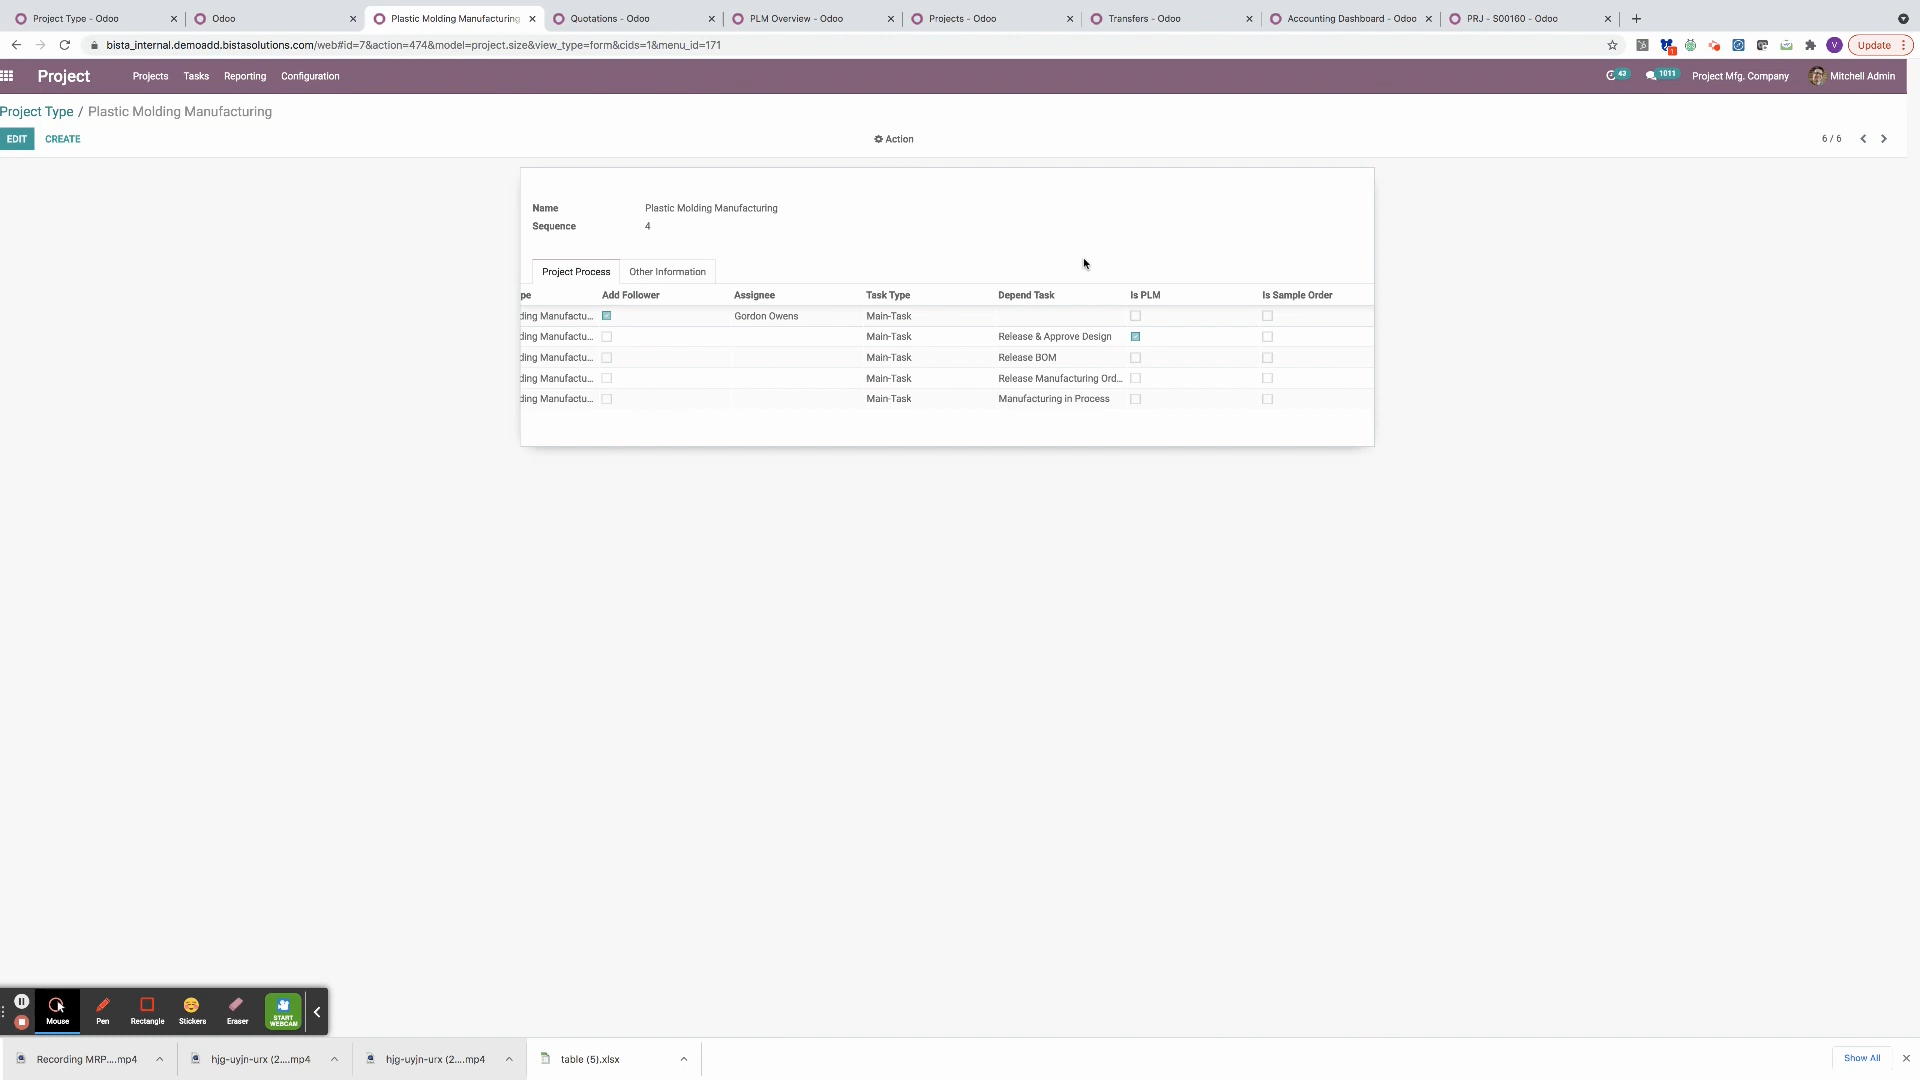 Project Type - Odoo
Odoo
Plastic Molding Manufacturing
Quotations - Odoo
PLM Overview - Odoo
Projects - Odoo
Transfers - Odoo
Accounting Dashboard - Odoo
PRJ - S00160 - Odoo
bista_internal.demoadd.bistasolutions.com/web#id=7&action=474&model=project.size&view_type=form&cids=1&menu_id=171
1
V
Update
Project
Projects
Tasks
Reporting
Configuration
43
1011
Project Mfg. Company
Mitchell Admin
Project Type / Plastic Molding Manufacturing
EDIT
CREATE
Action
6 / 6
Name
Plastic Molding Manufacturing
Sequence
4
Project Process
Other Information
pe
Add Follower
Assignee
Task Type
Depend Task
Is PLM
Is Sample Order
ding Manufactu...
Gordon Owens
Main-Task
ding Manufactu...
Main-Task
Release & Approve Design
ding Manufactu...
Main-Task
Release BOM
ding Manufactu...
Main-Task
Release Manufacturing Ord...
ding Manufactu...
Main-Task
Manufacturing in Process
Mouse
Pen
Rectangle
Stickers
Eraser
START
WEBCAM
Recording MRP....mp4
hjg-uyjn-urx (2....mp4
hjg-uyjn-urx (2....mp4
table (5).xlsx
Show All